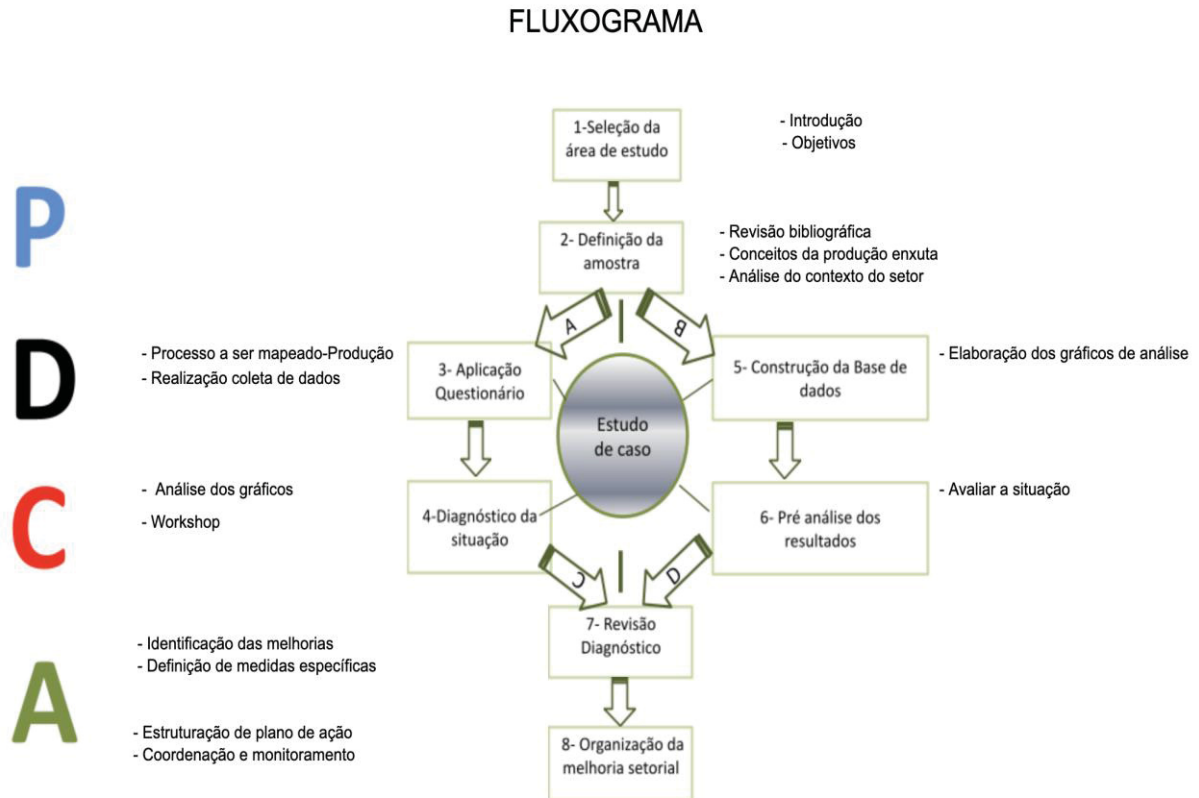 FLUXOGRAMA
1-Seleção da
área de estudo
- Introdução
- Objetivos
P
2- Definição da
amostra
- Revisão bibliográfica
- Conceitos da produção enxuta
- Análise do contexto do setor
A
B
D
- Processo a ser mapeado-Produção
- Realização coleta de dados
3- Aplicação
Questionário
Estudo
de caso
5- Construção da Base de
dados
- Elaboração dos gráficos de análise
C
- Análise dos gráficos
- Workshop
4-Diagnóstico da
situação
6- Pré análise dos
resultados
- Avaliar a situação
C
D
A
- Identificação das melhorias
- Definição de medidas específicas
7- Revisão
Diagnóstico
- Estruturação de plano de ação
- Coordenação e monitoramento
8- Organização da
melhoria setorial